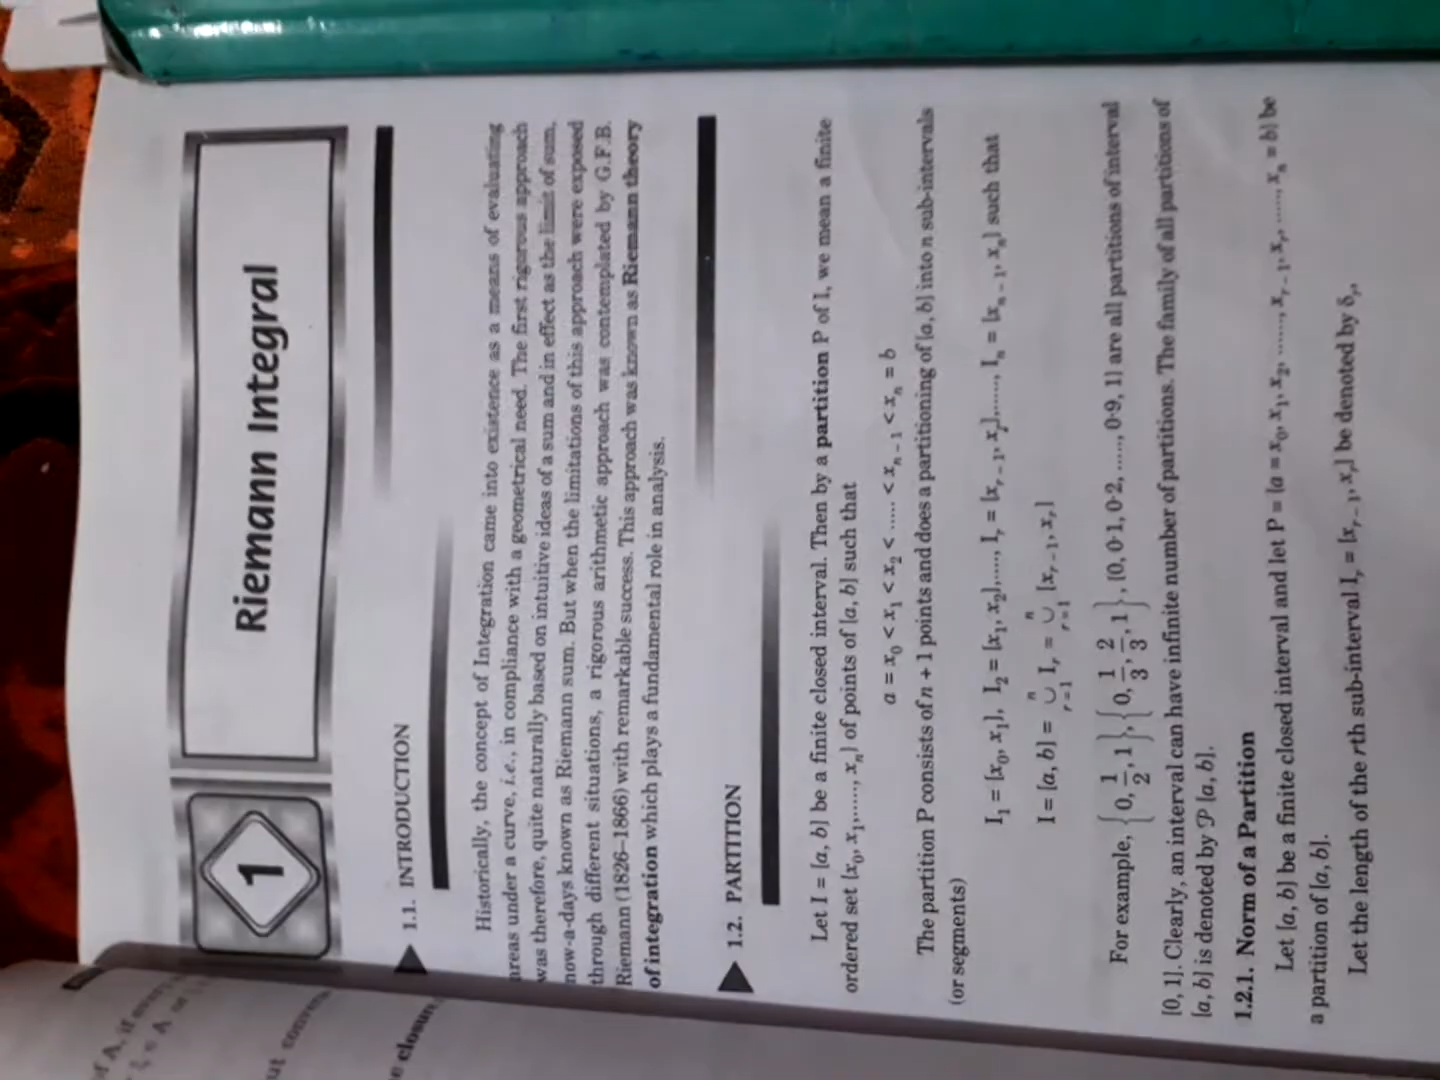 of A, if every
ξ ∈ A or
ut conver
e closur
1
Riemann Integral
1.1. INTRODUCTION
Historically, the concept of Integration came into existence as a means of evaluating
areas under a curve, i.e., in compliance with a geometrical need. The first rigorous approach
was therefore, quite naturally based on intuitive ideas of a sum and in effect as the limit of sum,
now-a-days known as Riemann sum. But when the limitations of this approach were exposed
through different situations, a rigorous arithmetic approach was contemplated by G.F.B.
Riemann (1826–1866) with remarkable success. This approach was known as Riemann theory
of integration which plays a fundamental role in analysis.
1.2. PARTITION
Let I = [a, b] be a finite closed interval. Then by a partition P of I, we mean a finite
ordered set {x₀, x₁,......, xₙ} of points of [a, b] such that
a = x₀ < x₁ < x₂ < ...... < xₙ ₋ ₁ < xₙ = b
The partition P consists of n + 1 points and does a partitioning of [a, b] into n sub-intervals
(or segments)
I₁ = [x₀, x₁], I₂ = [x₁, x₂],....., Iᵣ = [xᵣ ₋ ₁, xᵣ],......, Iₙ = [xₙ ₋ ₁, xₙ] such that
I = [a, b] = ∪ⁿᵣ₌₁ Iᵣ = ∪ⁿᵣ₌₁ [xᵣ ₋ ₁, xᵣ]
For example, {0, 1/2, 1}, {0, 1/3, 2/3, 1}, {0, 0·1, 0·2, ......, 0·9, 1} are all partitions of interval
[0, 1]. Clearly, an interval can have infinite number of partitions. The family of all partitions of
[a, b] is denoted by 𝒫 [a, b].
1.2.1. Norm of a Partition
Let [a, b] be a finite closed interval and let P = {a = x₀, x₁, x₂, ......, xᵣ ₋ ₁, xᵣ, ......, xₙ = b} be
a partition of [a, b].
Let the length of the rth sub-interval Iᵣ = [xᵣ ₋ ₁, xᵣ] be denoted by δᵣ,